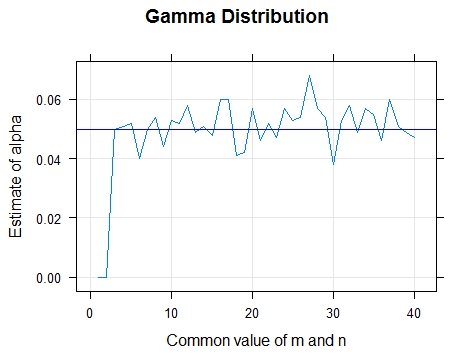 Gamma Distribution
Estimate of alpha
0.06
0.04
0.02
0.00
0 10 20 30 40
Common value of m and n